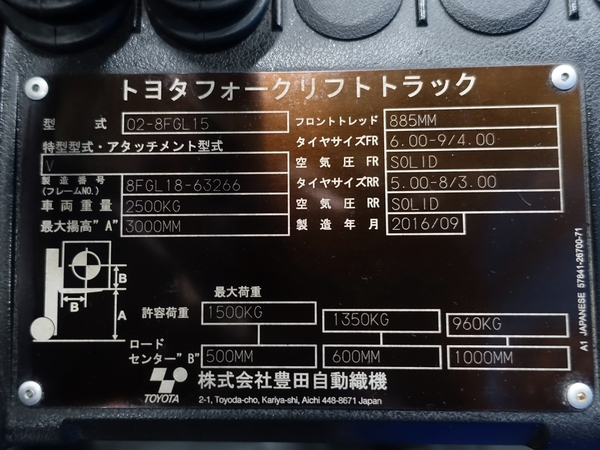 トヨタフォークリフトトラック
型式 02-8FGL15
特型型式・アタッチメント型式
V
製造番号 (フレームNO.) 8FGL18-63266
車両重量 2500KG
最大揚高"A" 3000MM
フロントトレッド 885MM
タイヤサイズFR 6.00-9/4.00
空気圧 FR SOLID
タイヤサイズRR 5.00-8/3.00
空気圧 RR SOLID
製造年月 2016/09
B
B
A
最大荷重
許容荷重 1500KG 1350KG 960KG
ロード
センター"B" 500MM 600MM 1000MM
TOYOTA
株式会社豊田自動織機
2-1, Toyoda-cho, Kariya-shi, Aichi 448-8671 Japan
A1 JAPANESE 57841-26700-71